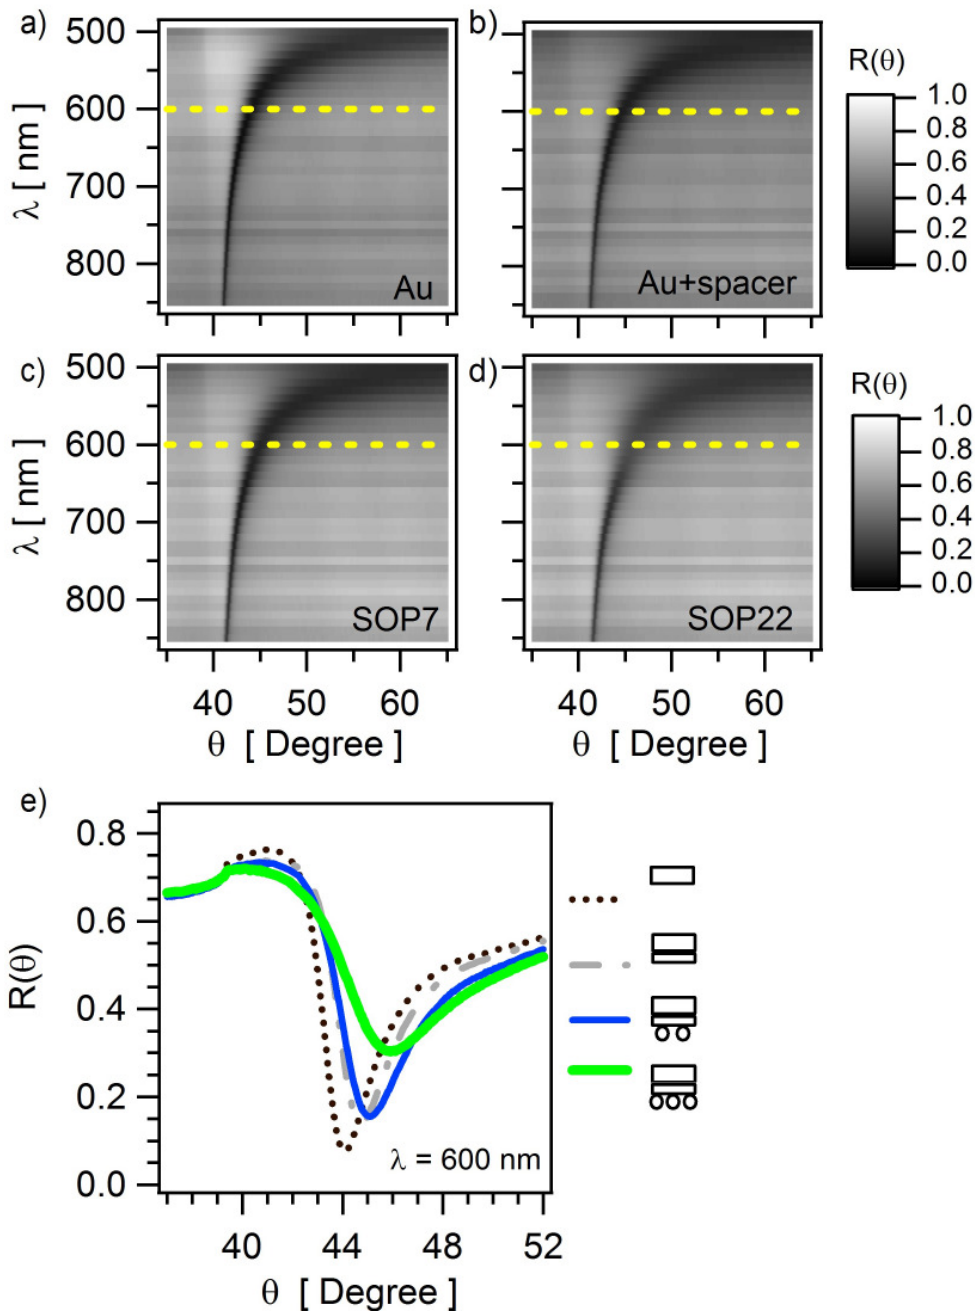 a)
500
600
700
800
λ [ nm]
Au
b)
Au+spacer
R(θ)
1.0
0.8
0.6
0.4
0.2
0.0
c)
500
600
700
800
λ [ nm]
SOP7
40 50 60
θ [ Degree ]
d)
SOP22
40 50 60
θ [ Degree ]
R(θ)
1.0
0.8
0.6
0.4
0.2
0.0
e)
0.8
0.6
0.4
0.2
0.0
R(θ)
λ = 600 nm
40 44 48 52
θ [ Degree ]